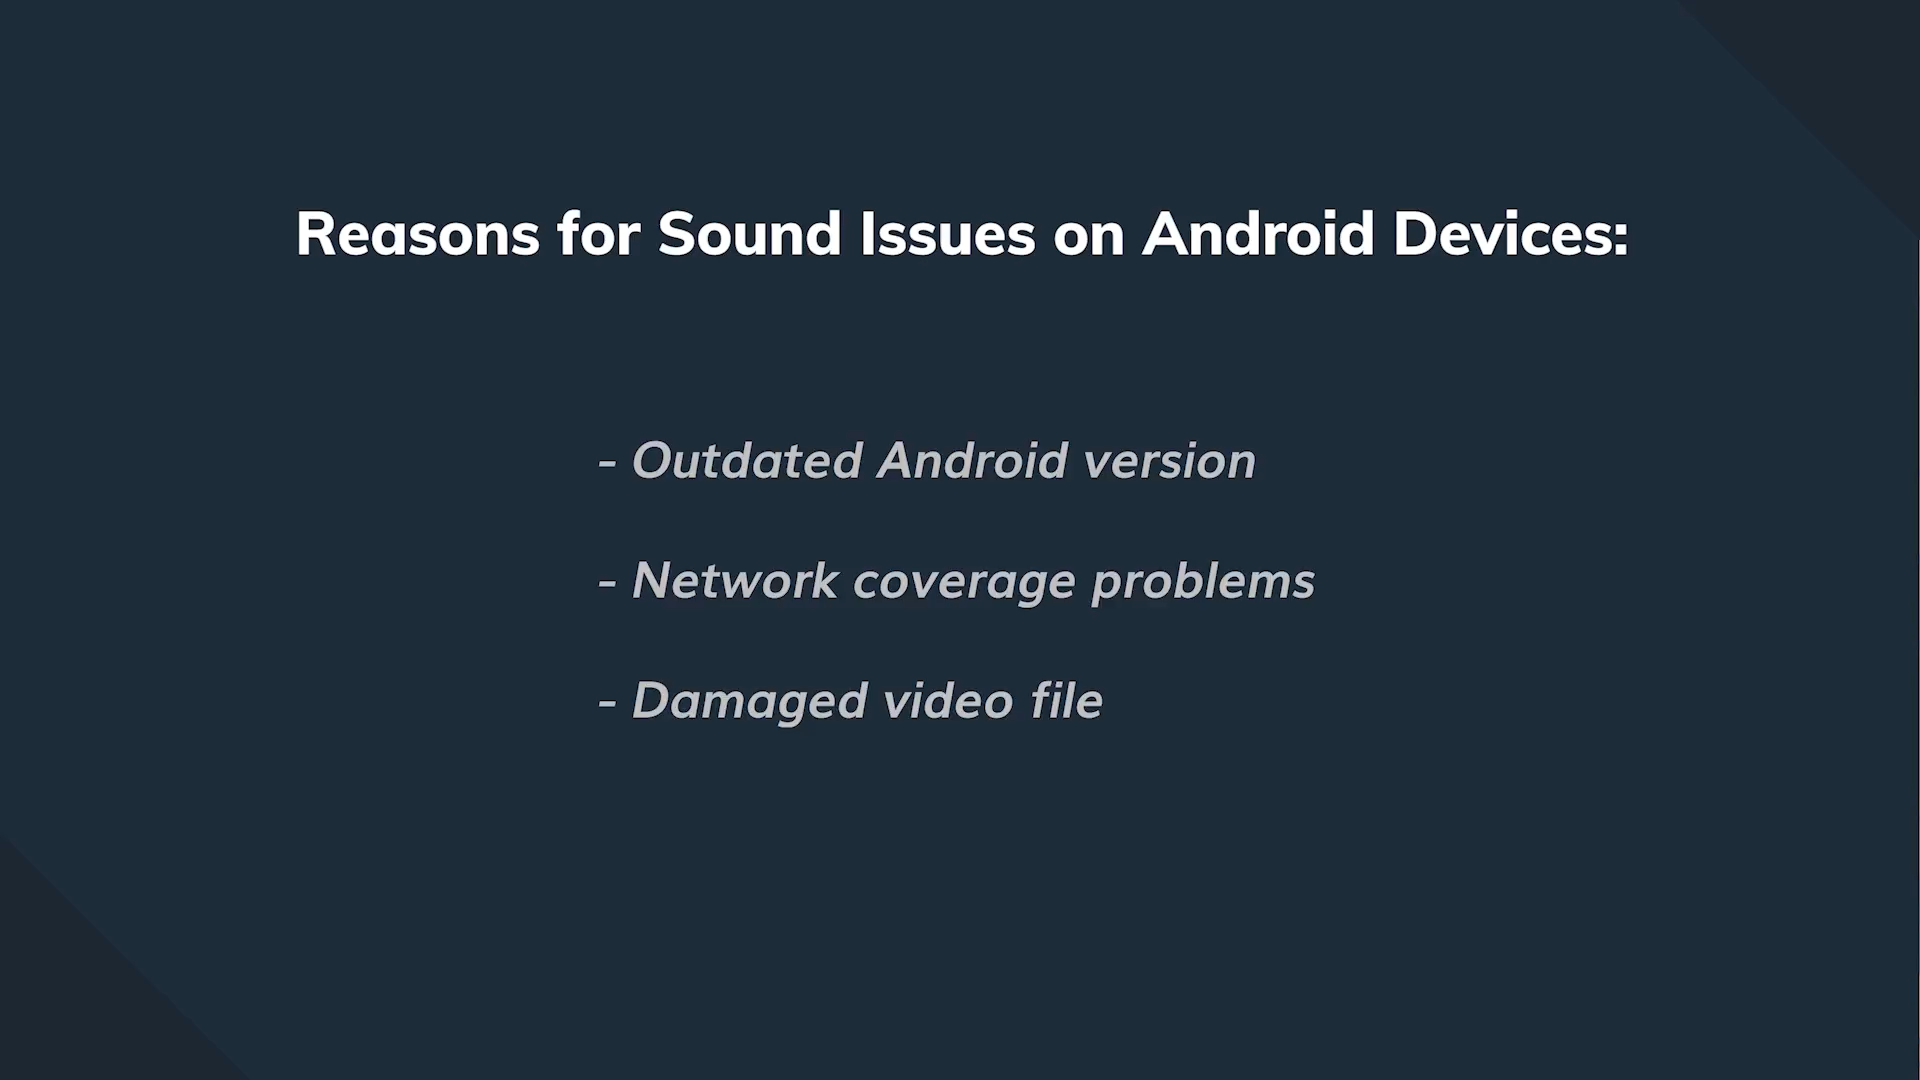 Reasons for Sound Issues on Android Devices:
- Outdated Android version
- Network coverage problems
- Damaged video file